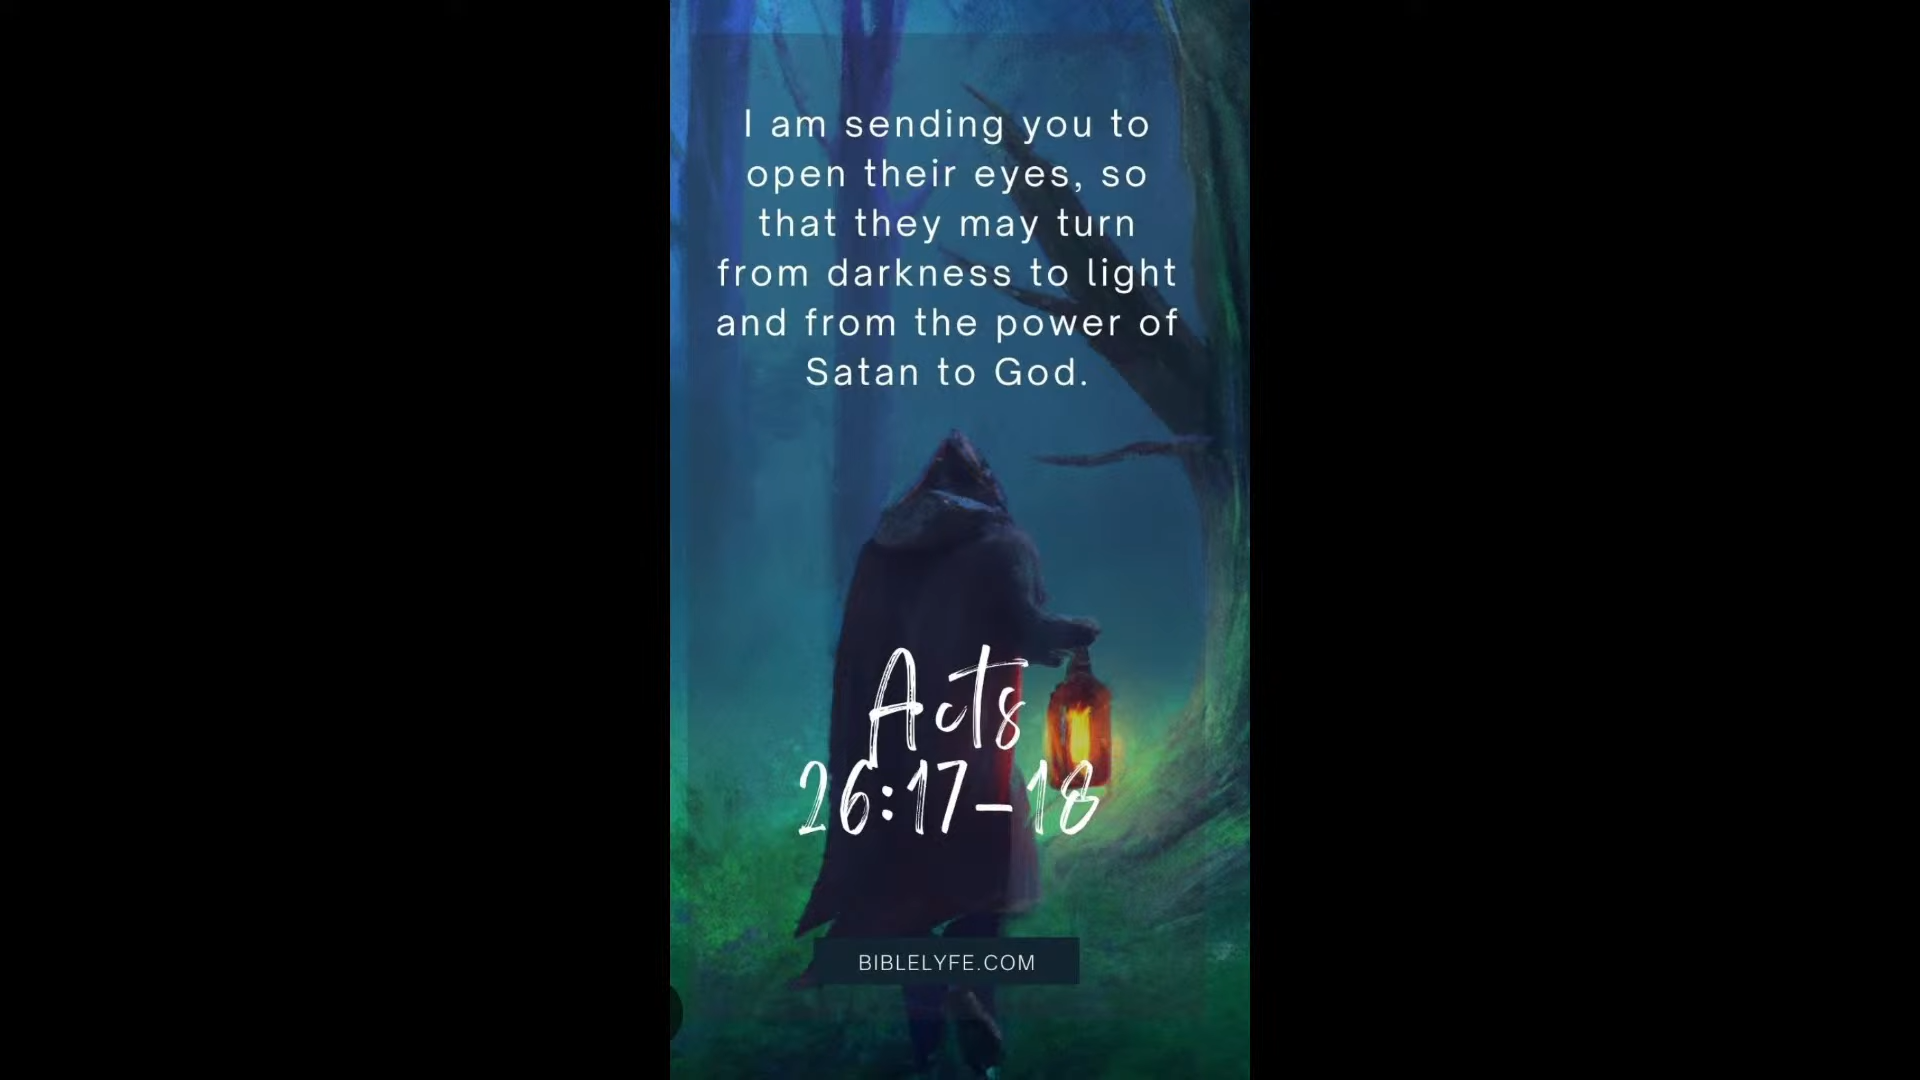 I am sending you to
open their eyes, so
that they may turn
from darkness to light
and from the power of
Satan to God.
Acts
26:17-18
BIBLELYFE.COM